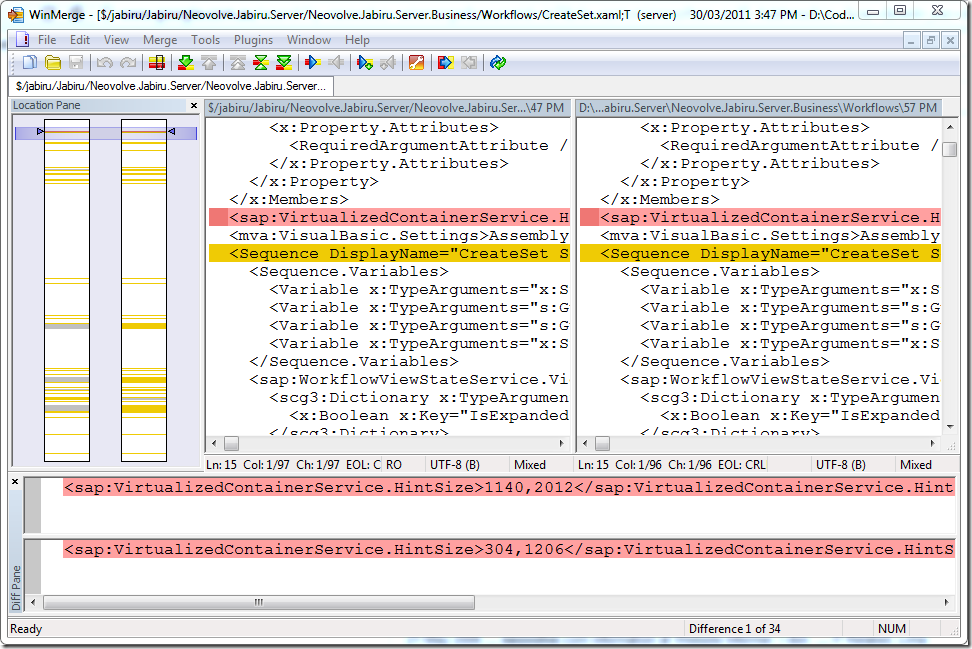 WinMerge - [$/jabiru/Jabiru/Neovolve.Jabiru.Server/Neovolve.Jabiru.Server.Business/Workflows/CreateSet.xaml;T (server) 30/03/2011 3:47 PM - D:\Cod...
File Edit View Merge Tools Plugins Window Help
$/jabiru/Jabiru/Neovolve.Jabiru.Server/Neovolve.Jabiru.Server...
Location Pane
$/jabiru/Jabiru/Neovolve.Jabiru.Server/Neovolve.Jabiru.Ser...\47 PM
D:\...abiru.Server\Neovolve.Jabiru.Server.Business\Workflows\57 PM
<x:Property.Attributes>
<RequiredArgumentAttribute /
</x:Property.Attributes>
</x:Property>
</x:Members>
<sap:VirtualizedContainerService.H
<mva:VisualBasic.Settings>Assembly
<Sequence DisplayName="CreateSet S
<Sequence.Variables>
<Variable x:TypeArguments="x:S
<Variable x:TypeArguments="s:G
<Variable x:TypeArguments="s:G
<Variable x:TypeArguments="x:S
</Sequence.Variables>
<sap:WorkflowViewStateService.Vi
<scg3:Dictionary x:TypeArgumen
<x:Boolean x:Key="IsExpanded
</scg3:Dictionary>
<x:Property.Attributes>
<RequiredArgumentAttribute /
</x:Property.Attributes>
</x:Property>
</x:Members>
<sap:VirtualizedContainerService.H
<mva:VisualBasic.Settings>Assembly
<Sequence DisplayName="CreateSet S
<Sequence.Variables>
<Variable x:TypeArguments="x:S
<Variable x:TypeArguments="s:G
<Variable x:TypeArguments="s:G
<Variable x:TypeArguments="x:S
</Sequence.Variables>
<sap:WorkflowViewStateService.Vi
<scg3:Dictionary x:TypeArgumen
<x:Boolean x:Key="IsExpanded
</scg3:Dictionary>
Ln: 15 Col: 1/97 Ch: 1/97 EOL: C RO UTF-8 (B) Mixed
Ln: 15 Col: 1/96 Ch: 1/96 EOL: CRL UTF-8 (B) Mixed
Diff Pane
<sap:VirtualizedContainerService.HintSize>1140,2012</sap:VirtualizedContainerService.Hint
<sap:VirtualizedContainerService.HintSize>304,1206</sap:VirtualizedContainerService.HintS
Ready Difference 1 of 34 NUM